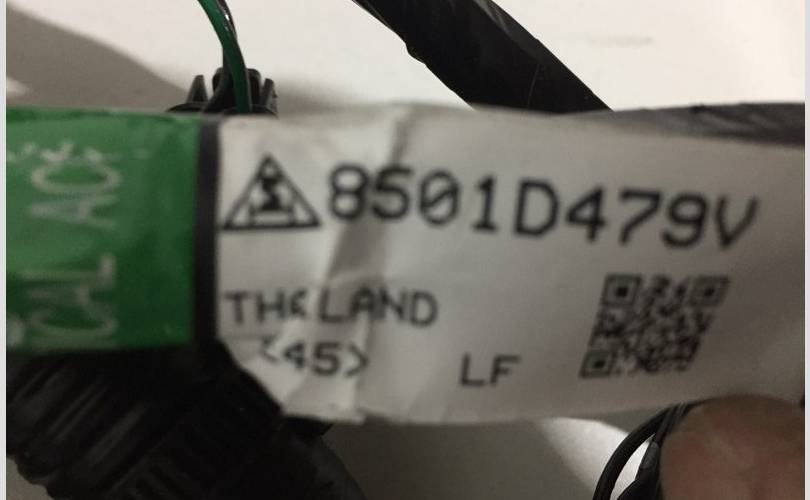 8501D479V
THAILAND
<45> LF